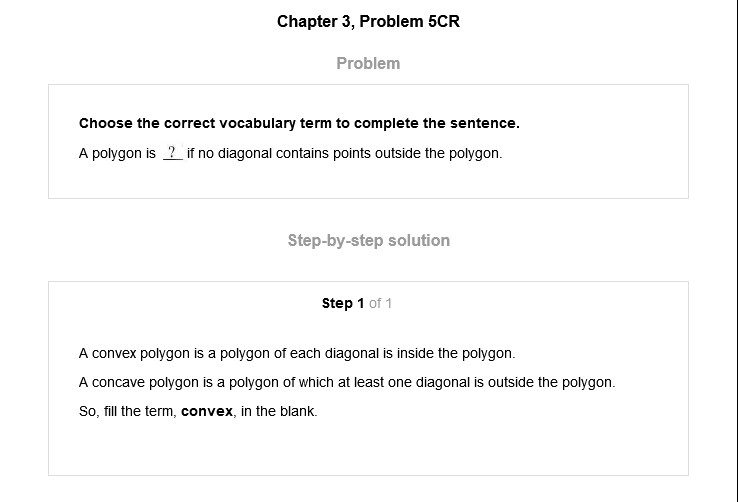 Chapter 3, Problem 5CR
Problem
Choose the correct vocabulary term to complete the sentence.
A polygon is ? if no diagonal contains points outside the polygon.
Step-by-step solution
Step 1 of 1
A convex polygon is a polygon of each diagonal is inside the polygon.
A concave polygon is a polygon of which at least one diagonal is outside the polygon.
So, fill the term, convex, in the blank.